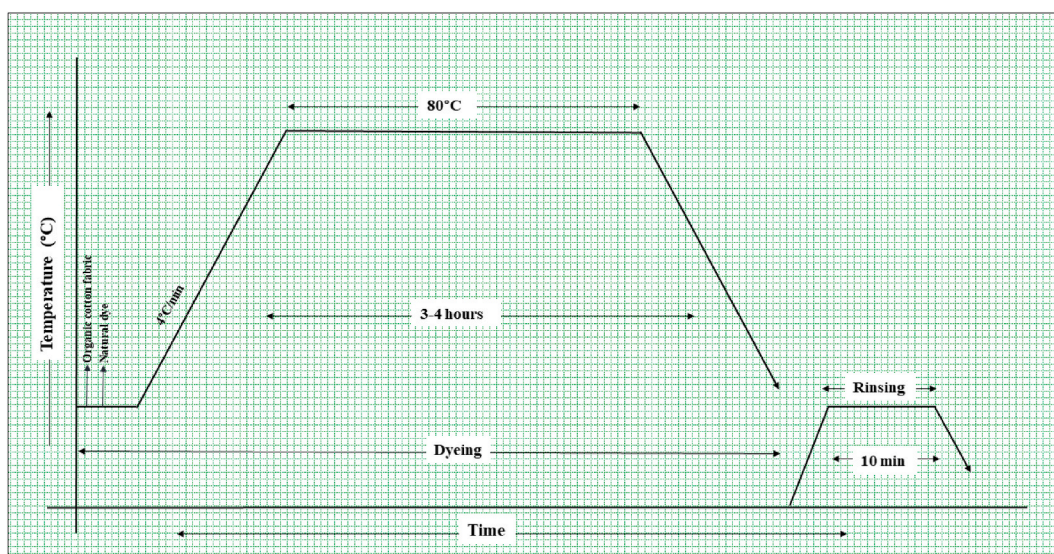 80°C
Temperature (°C)
Organic cotton fabric
Natural dye
4°C/min
3-4 hours
Rinsing
Dyeing
10 min
Time